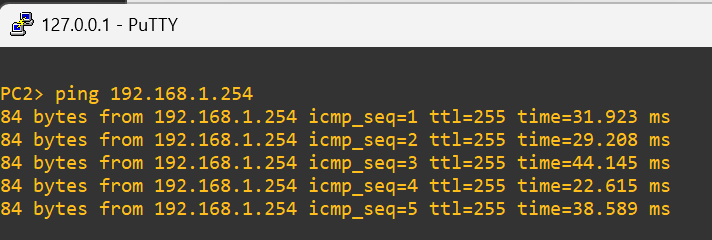 127.0.0.1 - PuTTY
PC2> ping 192.168.1.254
84 bytes from 192.168.1.254 icmp_seq=1 ttl=255 time=31.923 ms
84 bytes from 192.168.1.254 icmp_seq=2 ttl=255 time=29.208 ms
84 bytes from 192.168.1.254 icmp_seq=3 ttl=255 time=44.145 ms
84 bytes from 192.168.1.254 icmp_seq=4 ttl=255 time=22.615 ms
84 bytes from 192.168.1.254 icmp_seq=5 ttl=255 time=38.589 ms